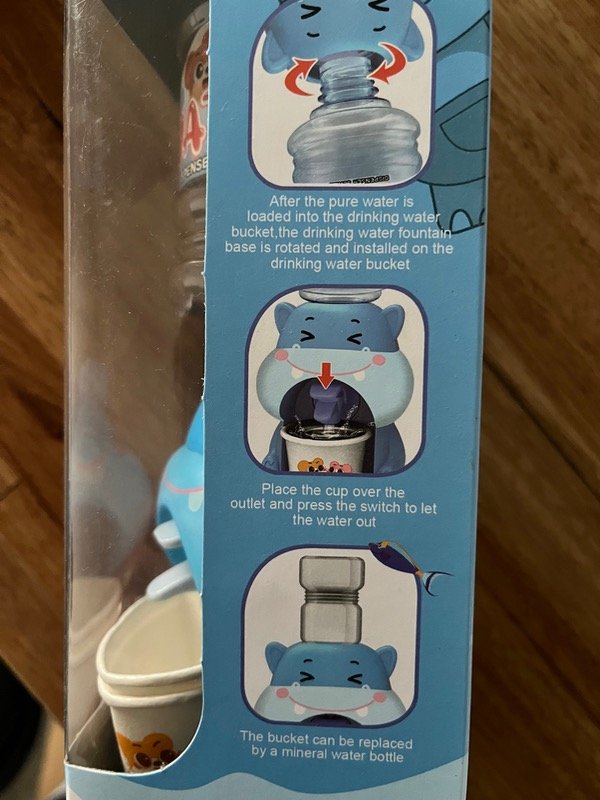 A
ENSE
After the pure water is
loaded into the drinking water
bucket,the drinking water fountain
base is rotated and installed on the
drinking water bucket
Place the cup over the
outlet and press the switch to let
the water out
The bucket can be replaced
by a mineral water bottle